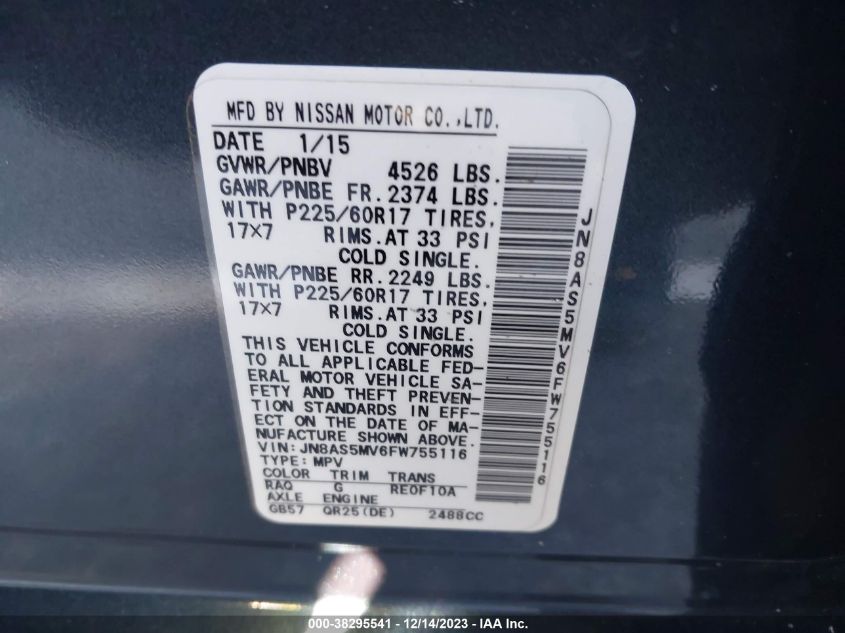 MFD BY NISSAN MOTOR CO.,LTD.
DATE 1/15
GVWR/PNBV 4526 LBS.
GAWR/PNBE FR. 2374 LBS.
WITH P225/60R17 TIRES,
17×7 RIMS.AT 33 PSI
COLD SINGLE.
GAWR/PNBE RR. 2249 LBS.
WITH P225/60R17 TIRES,
17×7 RIMS.AT 33 PSI
COLD SINGLE.
THIS VEHICLE CONFORMS
TO ALL APPLICABLE FED-
ERAL MOTOR VEHICLE SA-
FETY AND THEFT PREVEN-
TION STANDARDS IN EFF-
ECT ON THE DATE OF MA-
NUFACTURE SHOWN ABOVE.
VIN: JN8AS5MV6FW755116
TYPE: MPV
COLOR TRIM TRANS
RAQ G RE0F10A
AXLE ENGINE
GB57 QR25(DE) 2488CC
JN8AS5MV6FW755116
000-38295541 - 12/14/2023 - IAA Inc.